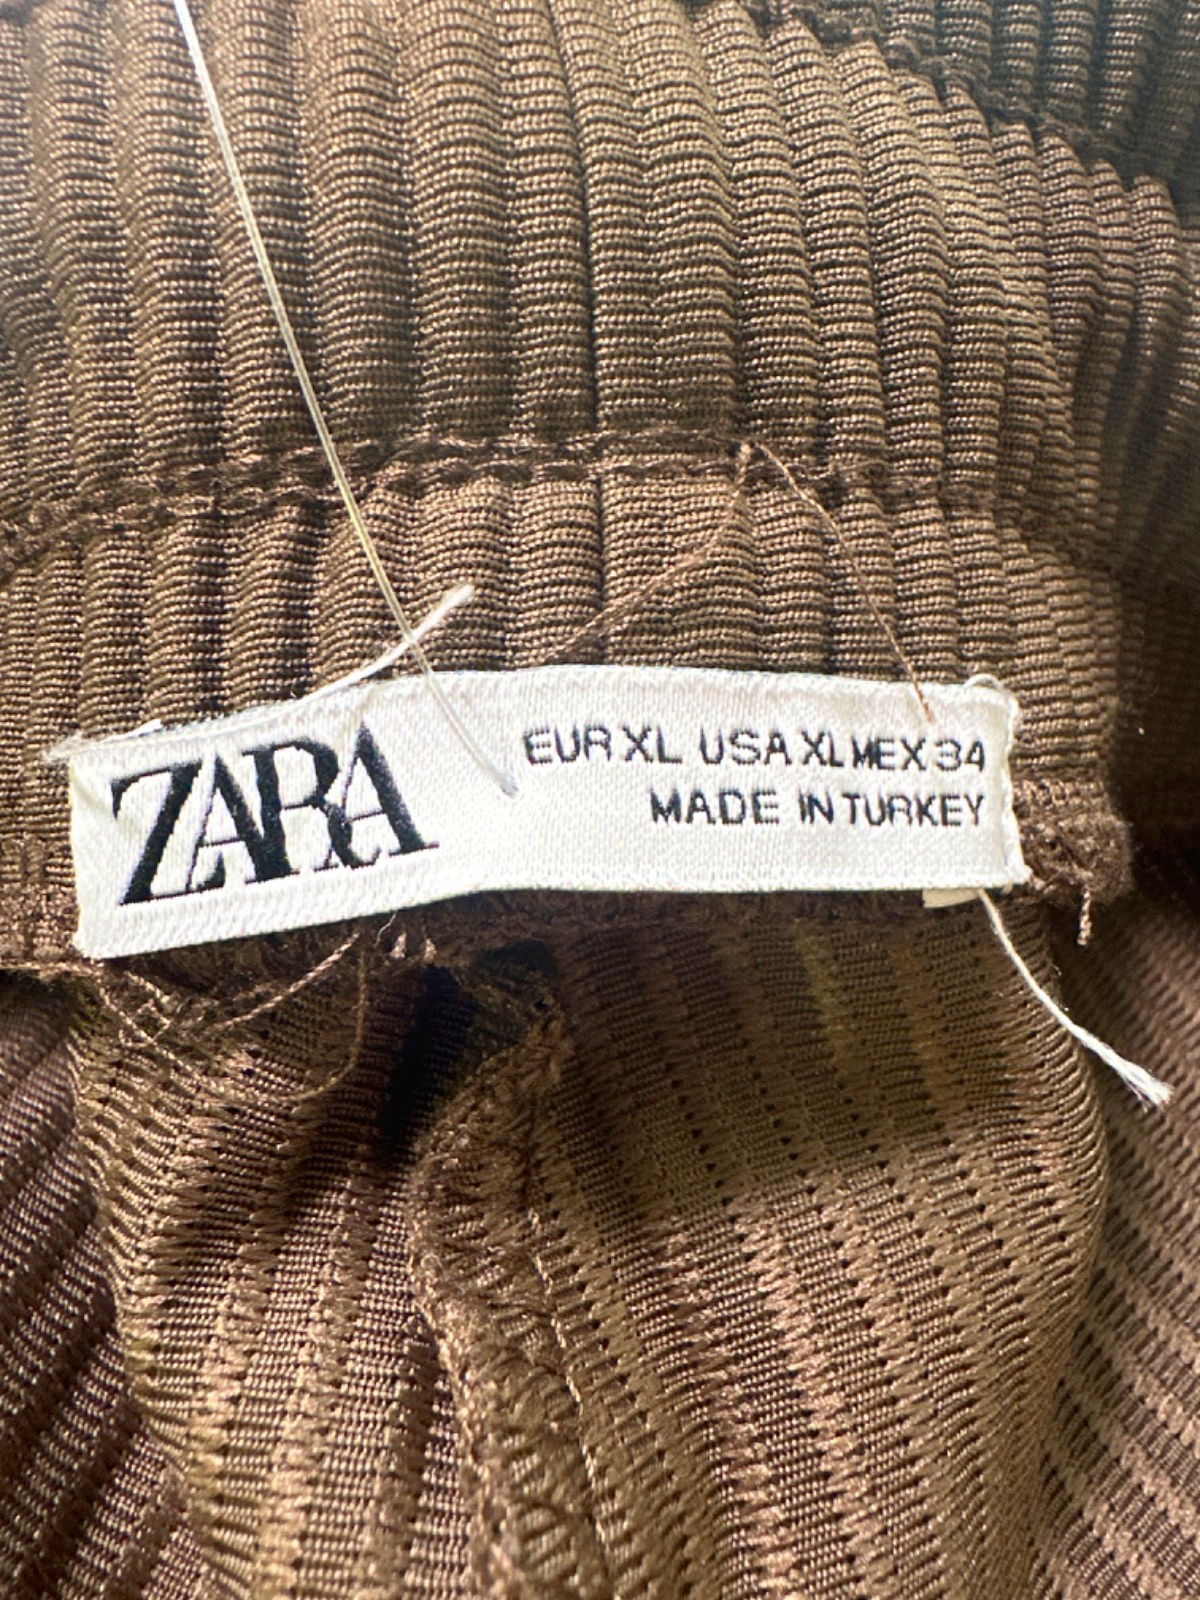 ZARA
EUR XL USA XL MEX 34
MADE IN TURKEY